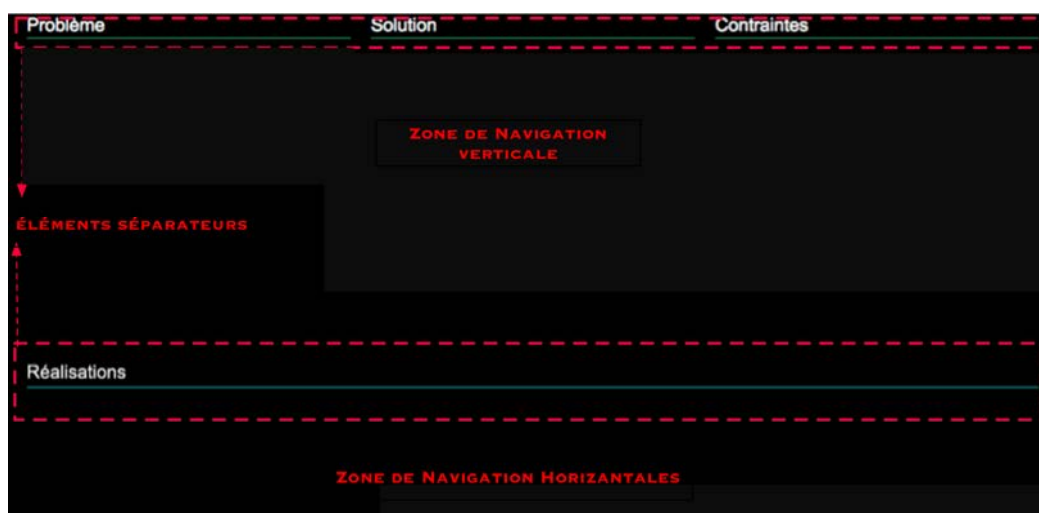 Problème Solution Contraintes
Zone de Navigation
verticale
éléments séparateurs
Réalisations
Zone de Navigation Horizantales